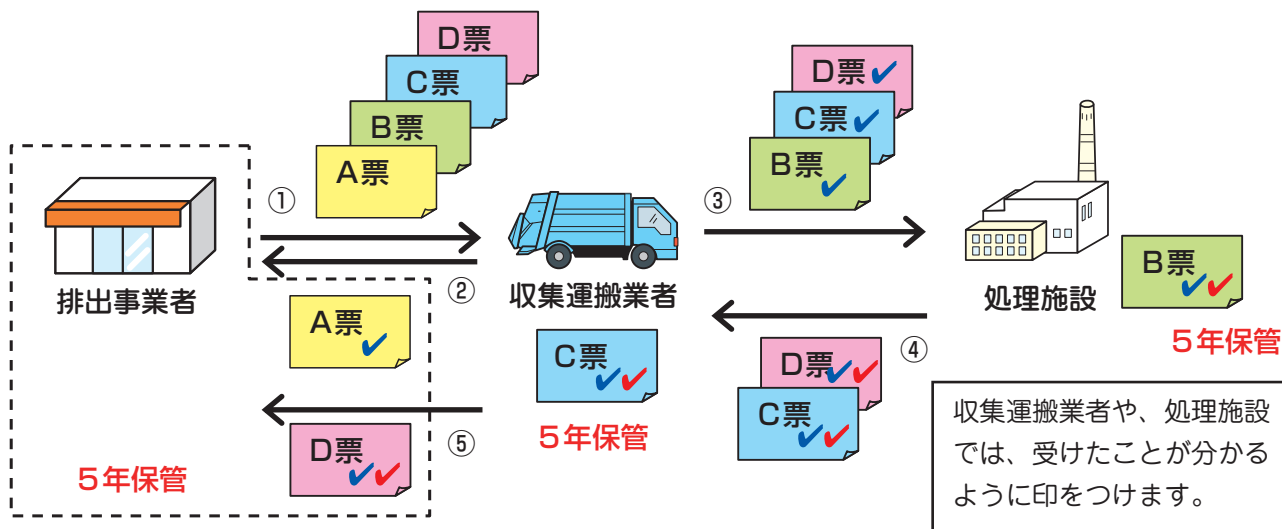 D票
C票
B票
A票
①
排出事業者
②
A票
収集運搬業者
C票
5年保管
⑤
D票
5年保管
③
D票
C票
B票
処理施設
B票
5年保管
④
D票
C票
収集運搬業者や、処理施設
では、受けたことが分かる
ように印をつけます。